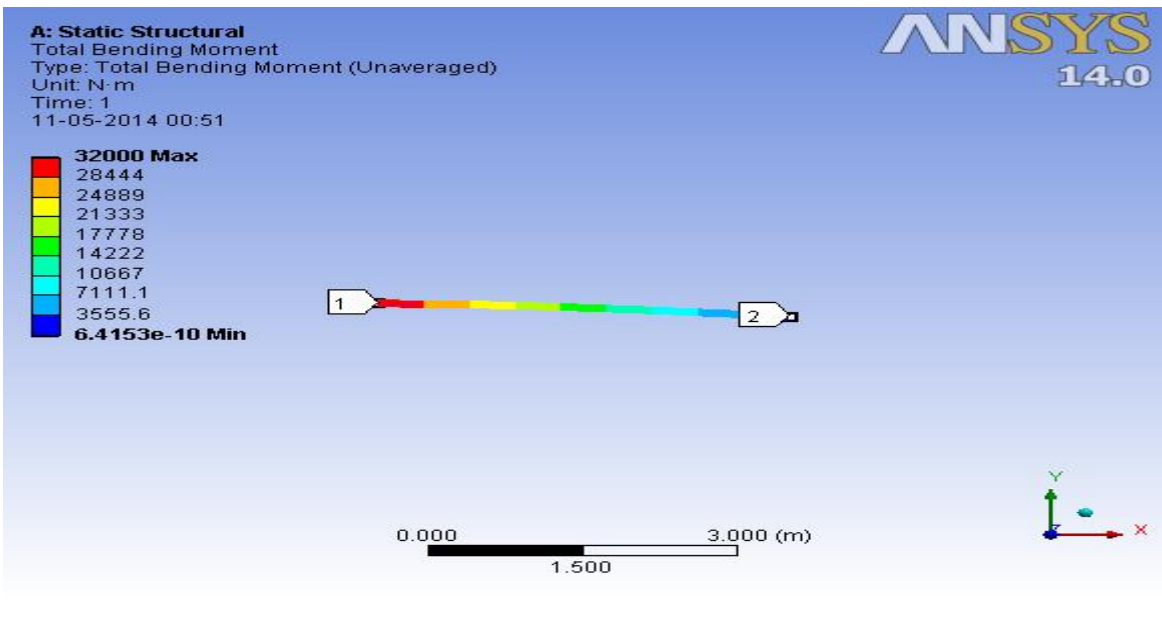 A: Static Structural
Total Bending Moment
Type: Total Bending Moment (Unaveraged)
Unit: N·m
Time: 1
11-05-2014 00:51
ANSYS
14.0
32000 Max
28444
24889
21333
17778
14222
10667
7111.1
3555.6
6.4153e-10 Min
1
2
0.000
3.000 (m)
1.500
Y
X